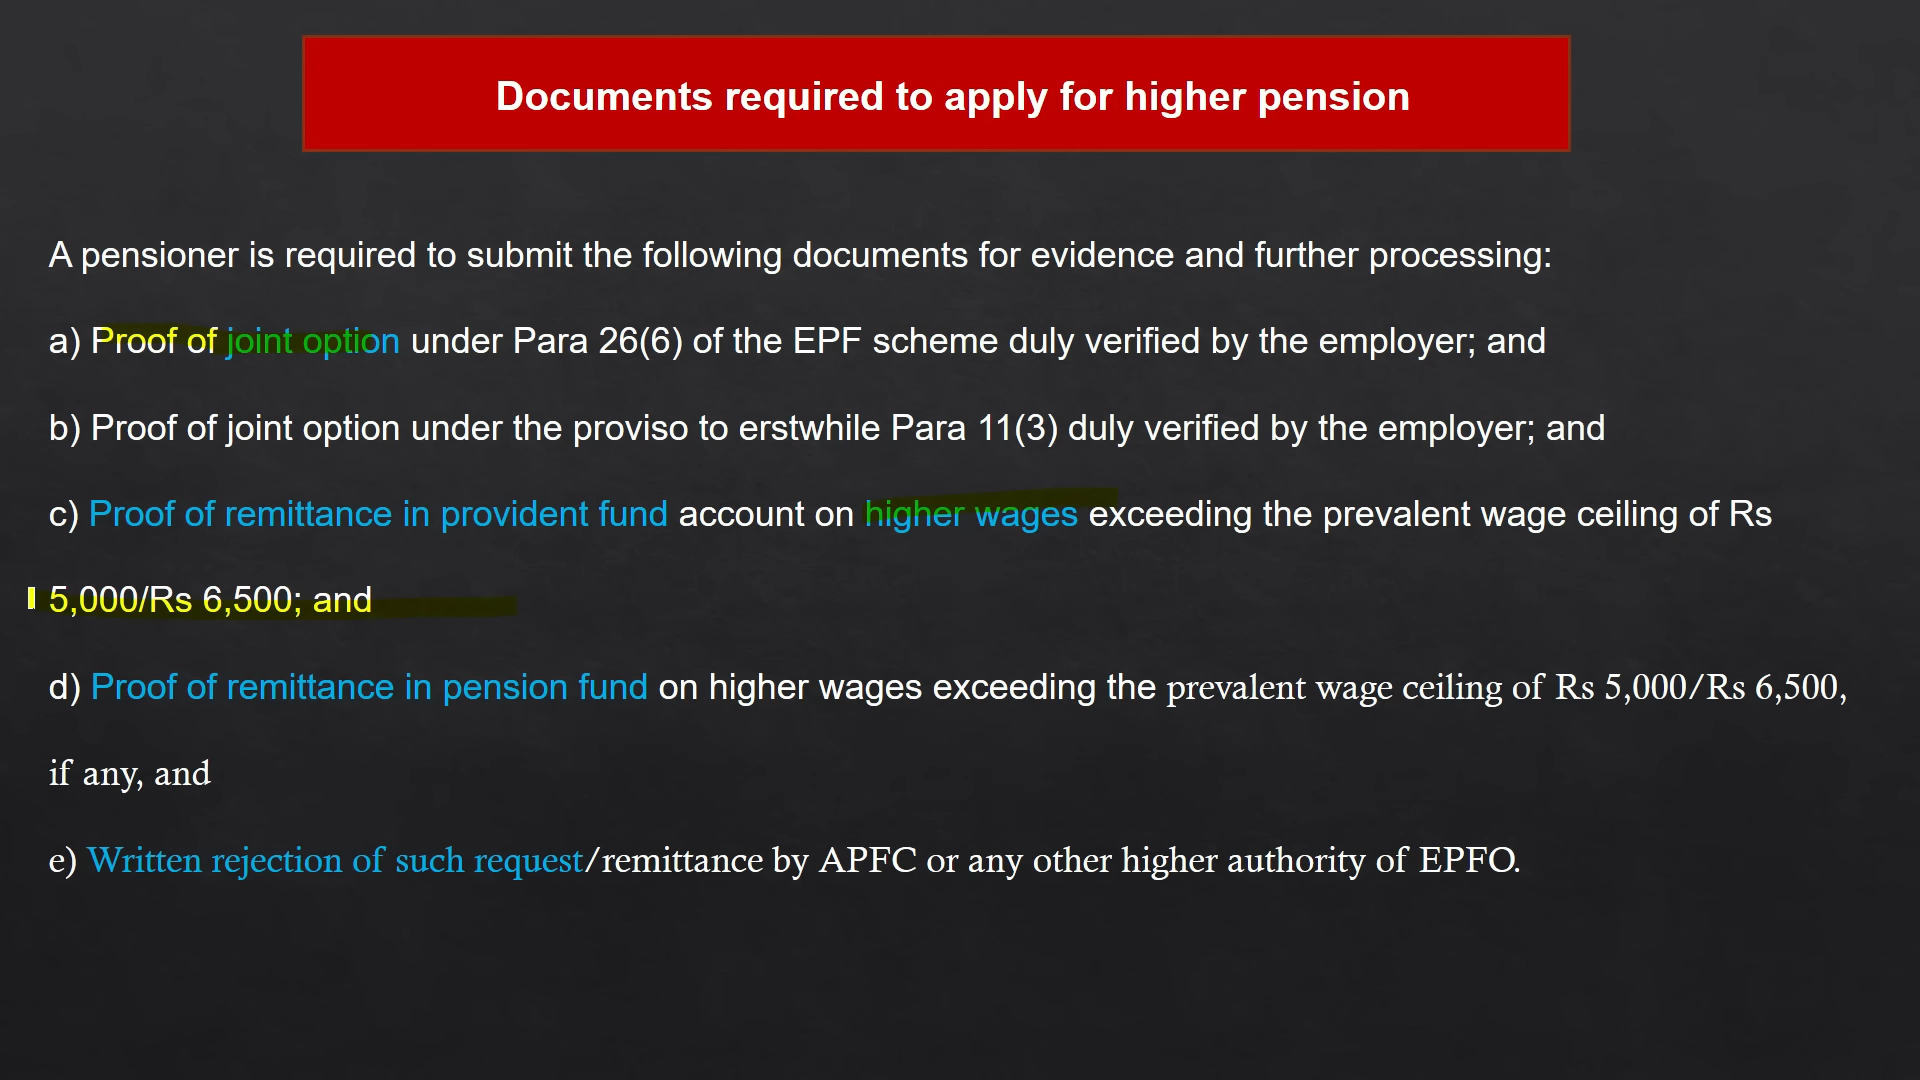 Documents required to apply for higher pension
A pensioner is required to submit the following documents for evidence and further processing:
a) Proof of joint option under Para 26(6) of the EPF scheme duly verified by the employer; and
b) Proof of joint option under the proviso to erstwhile Para 11(3) duly verified by the employer; and
c) Proof of remittance in provident fund account on higher wages exceeding the prevalent wage ceiling of Rs
5,000/Rs 6,500; and
d) Proof of remittance in pension fund on higher wages exceeding the prevalent wage ceiling of Rs 5,000/Rs 6,500,
if any, and
e) Written rejection of such request/remittance by APFC or any other higher authority of EPFO.